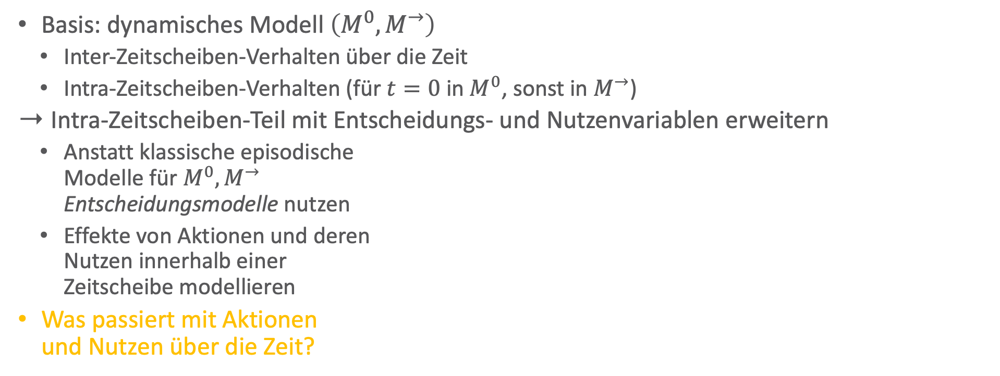 • Basis: dynamisches Modell (M⁰, M→)
• Inter-Zeitscheiben-Verhalten über die Zeit
• Intra-Zeitscheiben-Verhalten (für t = 0 in M⁰, sonst in M→)
→ Intra-Zeitscheiben-Teil mit Entscheidungs- und Nutzenvariablen erweitern
• Anstatt klassische episodische
Modelle für M⁰, M→
Entscheidungsmodelle nutzen
• Effekte von Aktionen und deren
Nutzen innerhalb einer
Zeitscheibe modellieren
• Was passiert mit Aktionen
und Nutzen über die Zeit?